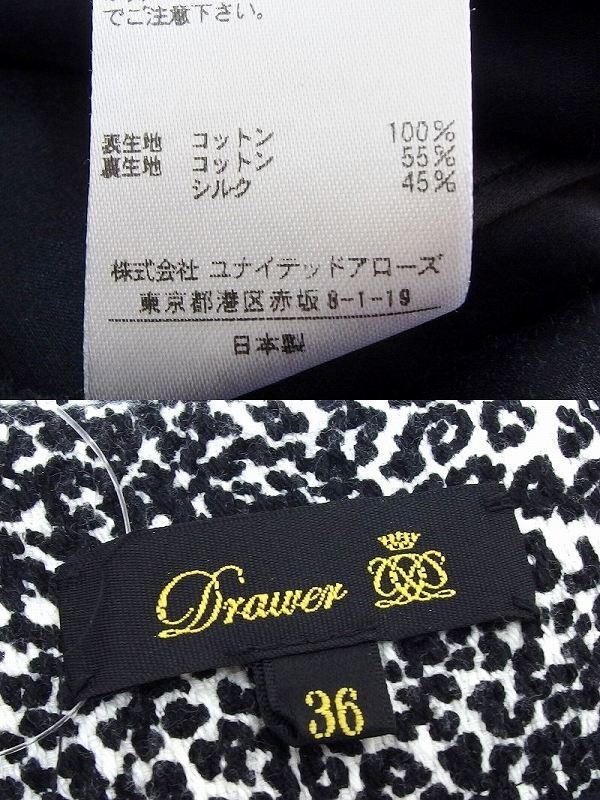 でご注意下さい。
表生地 コットン 100%
裏生地 コットン 55%
シルク 45%
株式会社 ユナイテッドアローズ
東京都港区赤坂8-1-19
日本製
Drawer
36